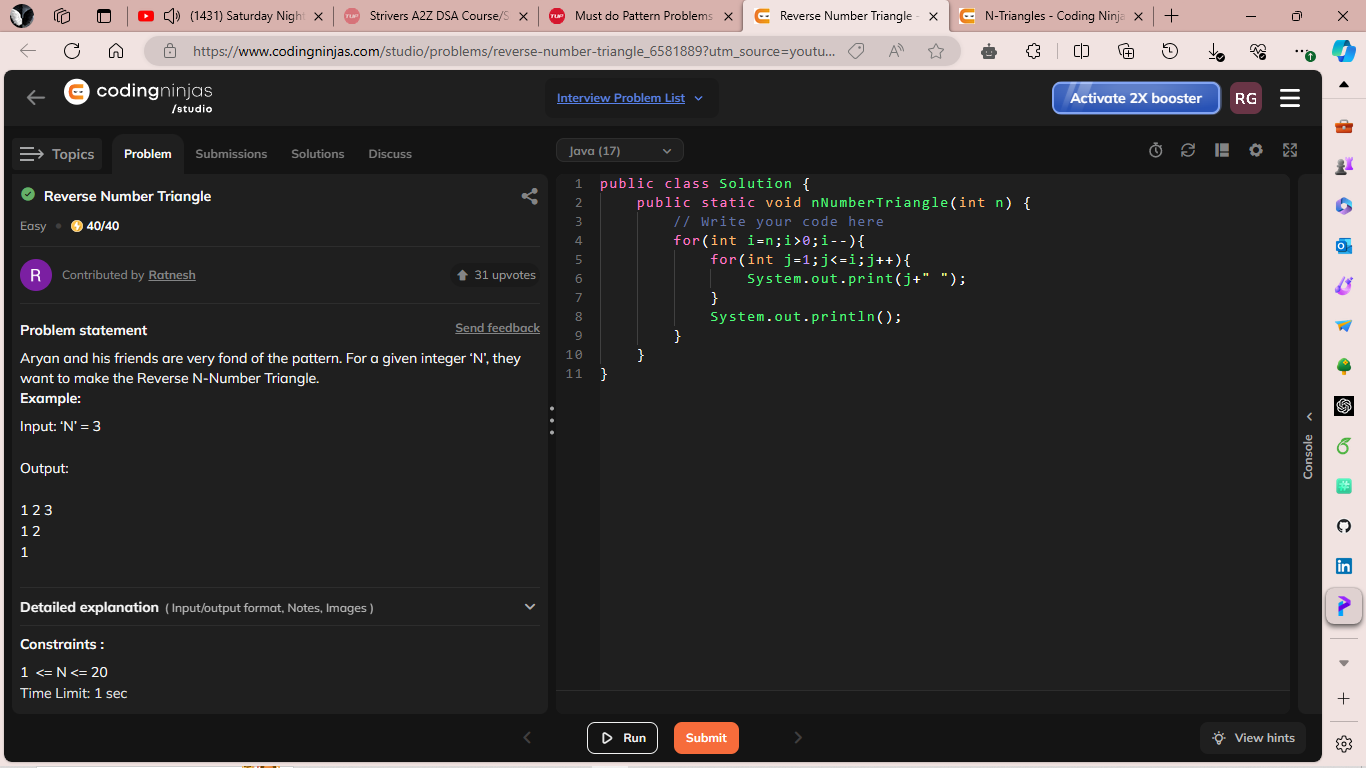 (1431) Saturday Night
Strivers A2Z DSA Course/S
Must do Pattern Problems
Reverse Number Triangle -
N-Triangles - Coding Ninja
https://www.codingninjas.com/studio/problems/reverse-number-triangle_6581889?utm_source=youtu...
codingninjas
/studio
Interview Problem List
Activate 2X booster
RG
Topics
Problem
Submissions
Solutions
Discuss
Java (17)
Reverse Number Triangle
Easy
40/40
R
Contributed by Ratnesh
31 upvotes
Problem statement
Send feedback
Aryan and his friends are very fond of the pattern. For a given integer ‘N’, they
want to make the Reverse N-Number Triangle.
Example:
Input: ‘N’ = 3
Output:
1 2 3
1 2
1
Detailed explanation ( Input/output format, Notes, Images )
Constraints :
1 <= N <= 20
Time Limit: 1 sec
1 public class Solution {
2 public static void nNumberTriangle(int n) {
3 // Write your code here
4 for(int i=n;i>0;i--){
5 for(int j=1;j<=i;j++){
6 System.out.print(j+" ");
7 }
8 System.out.println();
9 }
10 }
11 }
Console
Run
Submit
View hints